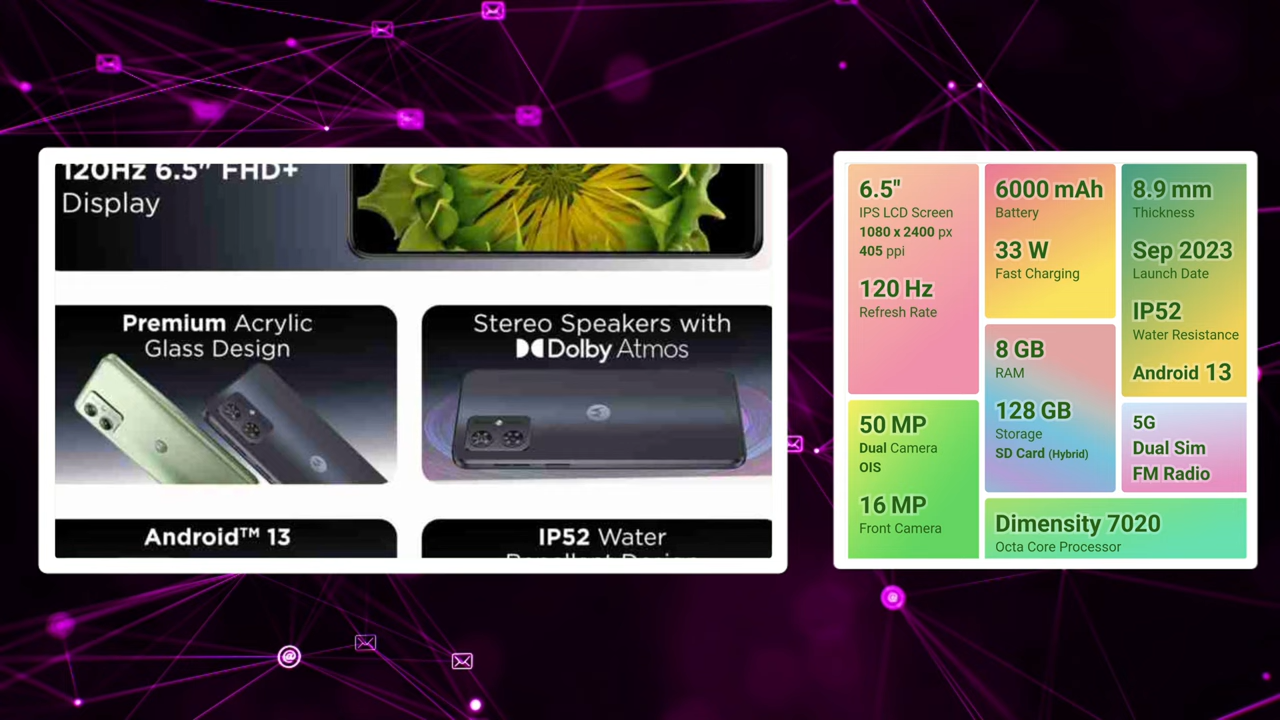 120Hz 6.5" FHD+
Display
Premium Acrylic
Glass Design
Stereo Speakers with
Dolby Atmos
Android™ 13
IP52 Water
Repellent Design
6.5"
IPS LCD Screen
1080 x 2400 px
405 ppi
120 Hz
Refresh Rate
50 MP
Dual Camera
OIS
16 MP
Front Camera
6000 mAh
Battery
33 W
Fast Charging
8 GB
RAM
128 GB
Storage
SD Card (Hybrid)
8.9 mm
Thickness
Sep 2023
Launch Date
IP52
Water Resistance
Android 13
5G
Dual Sim
FM Radio
Dimensity 7020
Octa Core Processor